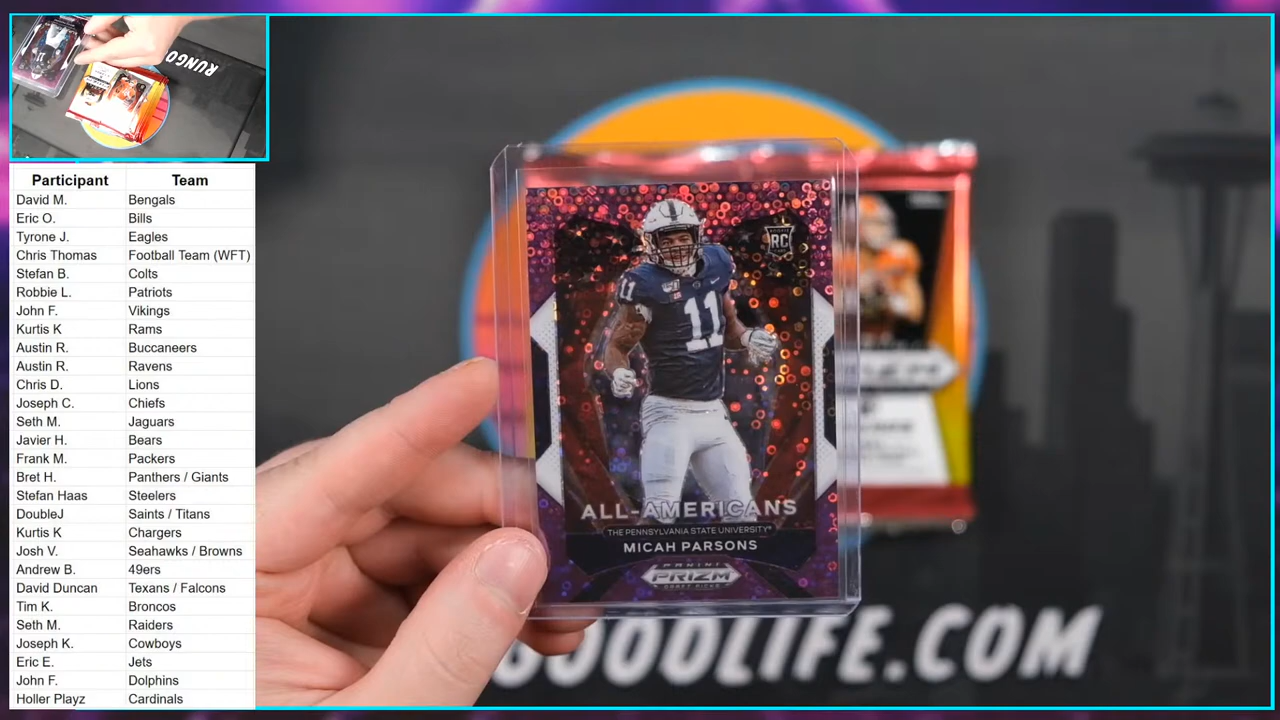 RUNGO
Participant Team
David M. Bengals
Eric O. Bills
Tyrone J. Eagles
Chris Thomas Football Team (WFT)
Stefan B. Colts
Robbie L. Patriots
John F. Vikings
Kurtis K Rams
Austin R. Buccaneers
Austin R. Ravens
Chris D. Lions
Joseph C. Chiefs
Seth M. Jaguars
Javier H. Bears
Frank M. Packers
Bret H. Panthers / Giants
Stefan Haas Steelers
DoubleJ Saints / Titans
Kurtis K Chargers
Josh V. Seahawks / Browns
Andrew B. 49ers
David Duncan Texans / Falcons
Tim K. Broncos
Seth M. Raiders
Joseph K. Cowboys
Eric E. Jets
John F. Dolphins
Holler Playz Cardinals
ROOKIE
RC
11
11
ALL-AMERICANS
THE PENNSYLVANIA STATE UNIVERSITY
MICAH PARSONS
PANINI
PRIZM
DRAFT PICKS
GOODLIFE.COM